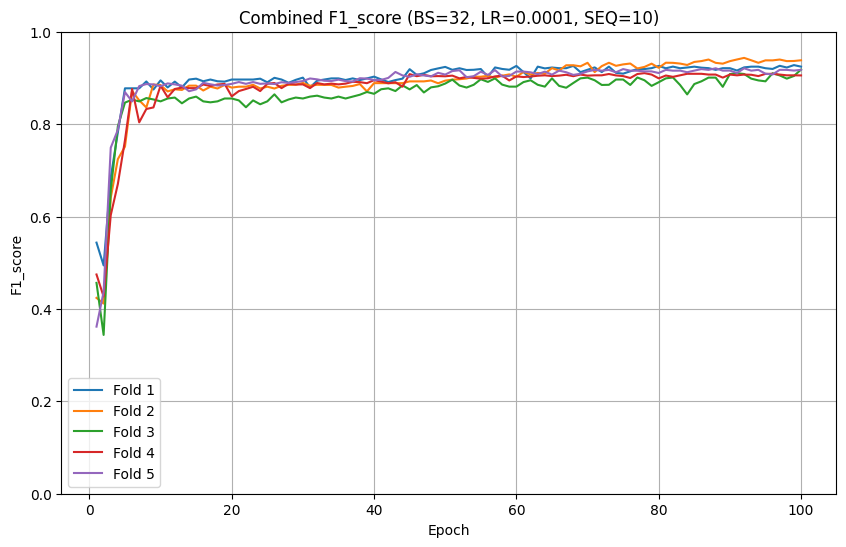 Combined F1_score (BS=32, LR=0.0001, SEQ=10)
1.0
0.8
0.6
0.4
0.2
0.0
F1_score
Fold 1
Fold 2
Fold 3
Fold 4
Fold 5
0 20 40 60 80 100
Epoch